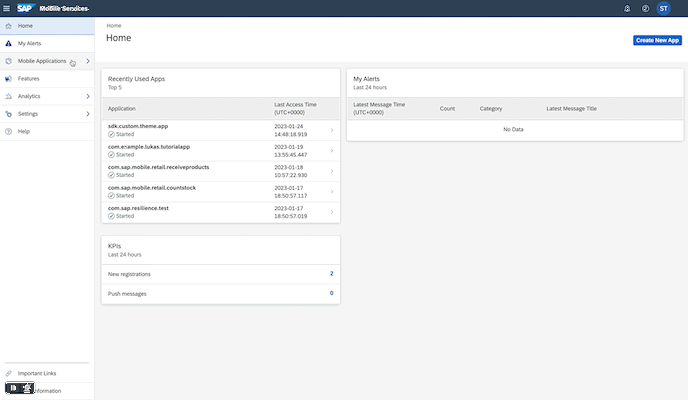 SAP Mobile Services
ST
Home
My Alerts
Mobile Applications
Features
Analytics
Settings
Help
Important Links
Information
Home
Home
Create New App
Recently Used Apps
Top 5
Application
Last Access Time
(UTC+0000)
sdk.custom.theme.app
Started
2023-01-24
14:48:18.919
com.example.lukas.tutorialapp
Started
2023-01-19
13:55:45.447
com.sap.mobile.retail.receiveproducts
Started
2023-01-18
10:57:22.930
com.sap.mobile.retail.countstock
Started
2023-01-17
18:50:57.117
com.sap.resilience.test
Started
2023-01-17
18:50:57.019
KPIs
Last 24 hours
New registrations 2
Push messages 0
My Alerts
Last 24 hours
Latest Message Time
(UTC+0000)
Count
Category
Latest Message Title
No Data